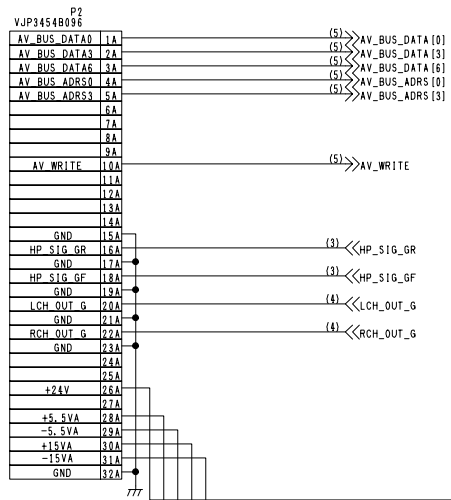 P2
VJP3454B096
AV_BUS_DATA0 1A (5) AV_BUS_DATA[0]
AV_BUS_DATA3 2A (5) AV_BUS_DATA[3]
AV_BUS_DATA6 3A (5) AV_BUS_DATA[6]
AV_BUS_ADRS0 4A (5) AV_BUS_ADRS[0]
AV_BUS_ADRS3 5A (5) AV_BUS_ADRS[3]
6A
7A
8A
9A
AV_WRITE 10A (5) AV_WRITE
11A
12A
13A
14A
GND 15A
HP_SIG_GR 16A (3) HP_SIG_GR
GND 17A
HP_SIG_GF 18A (3) HP_SIG_GF
GND 19A
LCH_OUT_G 20A (4) LCH_OUT_G
GND 21A
RCH_OUT_G 22A (4) RCH_OUT_G
GND 23A
24A
25A
+24V 26A
27A
+5.5VA 28A
-5.5VA 29A
+15VA 30A
-15VA 31A
GND 32A